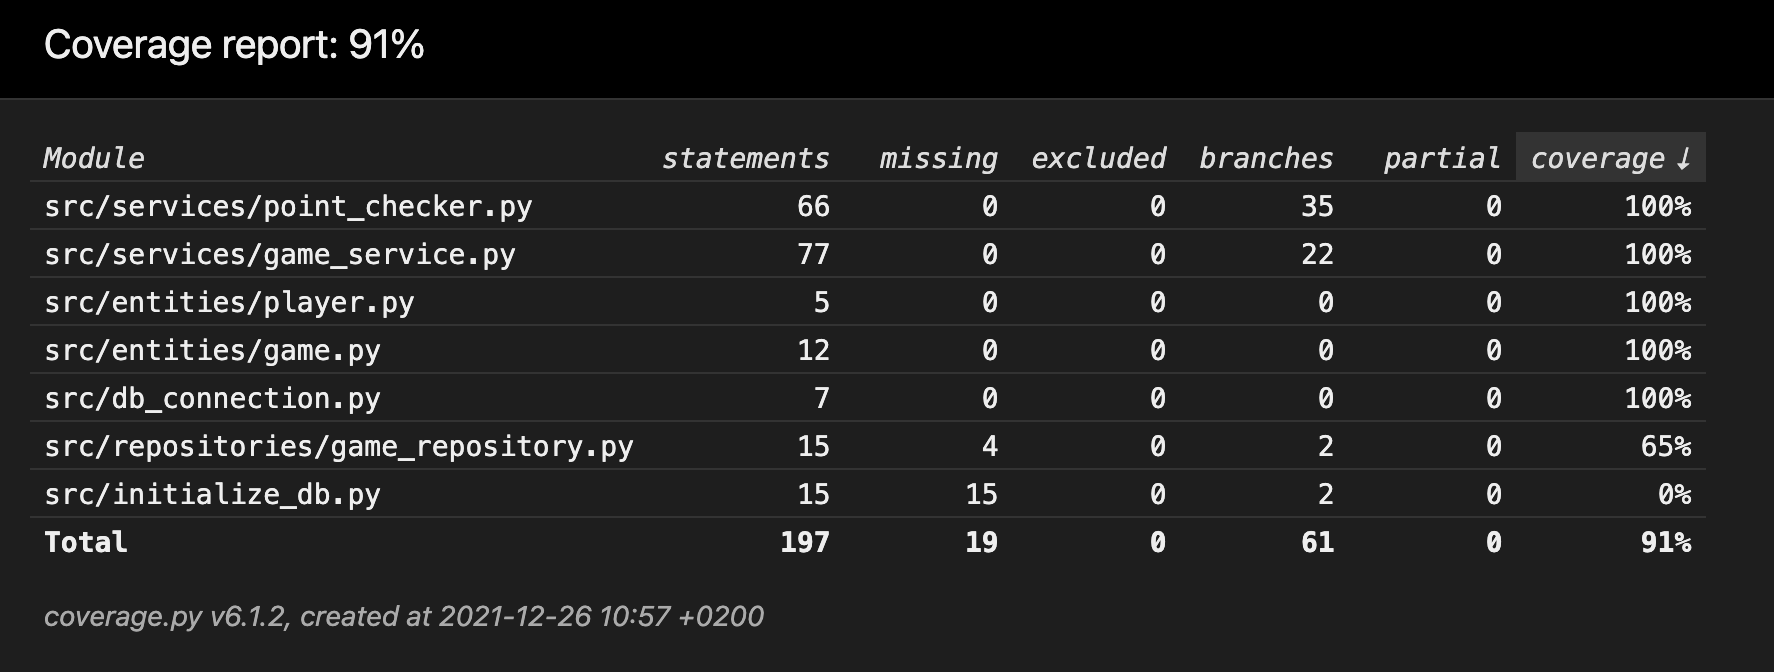 Coverage report: 91%
Module statements missing excluded branches partial coverage ↓
src/services/point_checker.py 66 0 0 35 0 100%
src/services/game_service.py 77 0 0 22 0 100%
src/entities/player.py 5 0 0 0 0 100%
src/entities/game.py 12 0 0 0 0 100%
src/db_connection.py 7 0 0 0 0 100%
src/repositories/game_repository.py 15 4 0 2 0 65%
src/initialize_db.py 15 15 0 2 0 0%
Total 197 19 0 61 0 91%
coverage.py v6.1.2, created at 2021-12-26 10:57 +0200